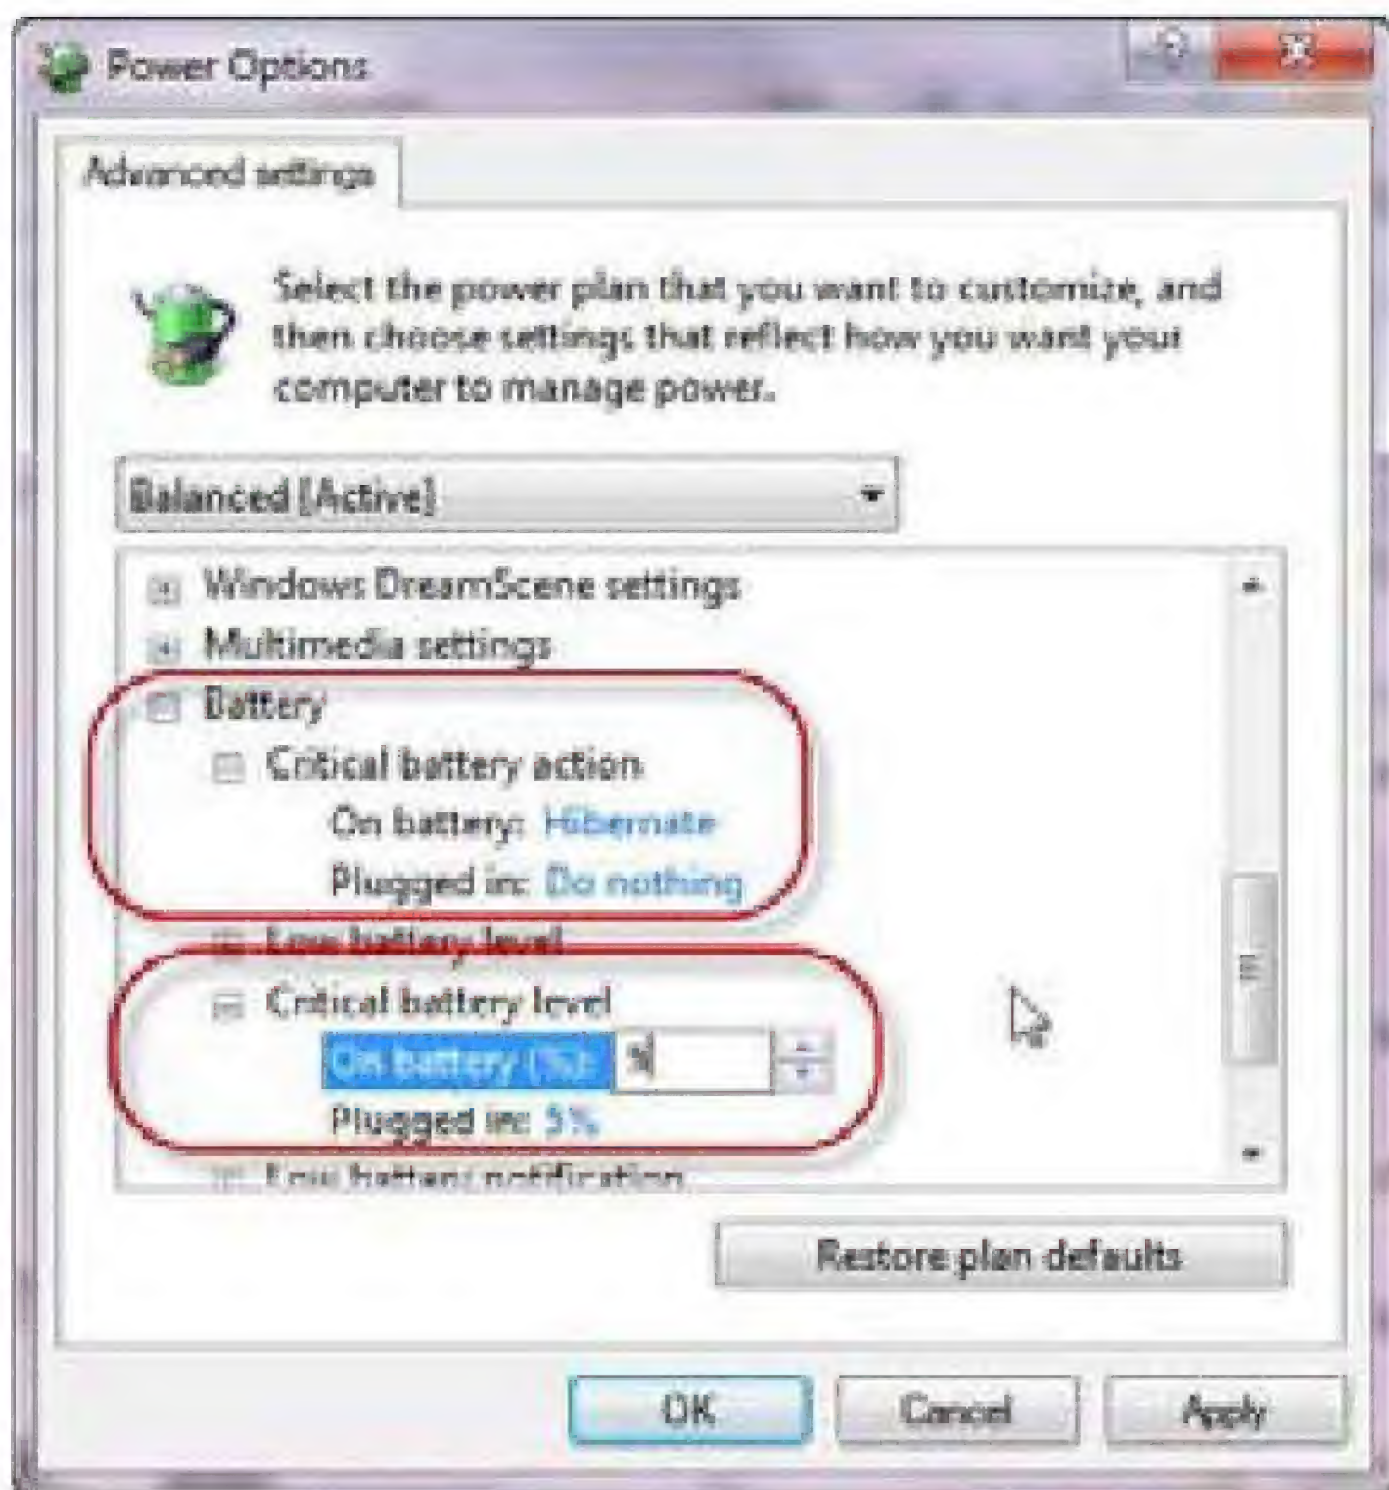 Power Options
Advanced settings
Select the power plan that you want to customize, and
then choose settings that reflect how you want your
computer to manage power.
Balanced [Active]
Windows DreamScene settings
Multimedia settings
Battery
Critical battery action
On battery: Hibernate
Plugged in: Do nothing
Low battery level
Critical battery level
On battery (%):
Plugged in: 5%
Low battery notification
Restore plan defaults
OK
Cancel
Apply